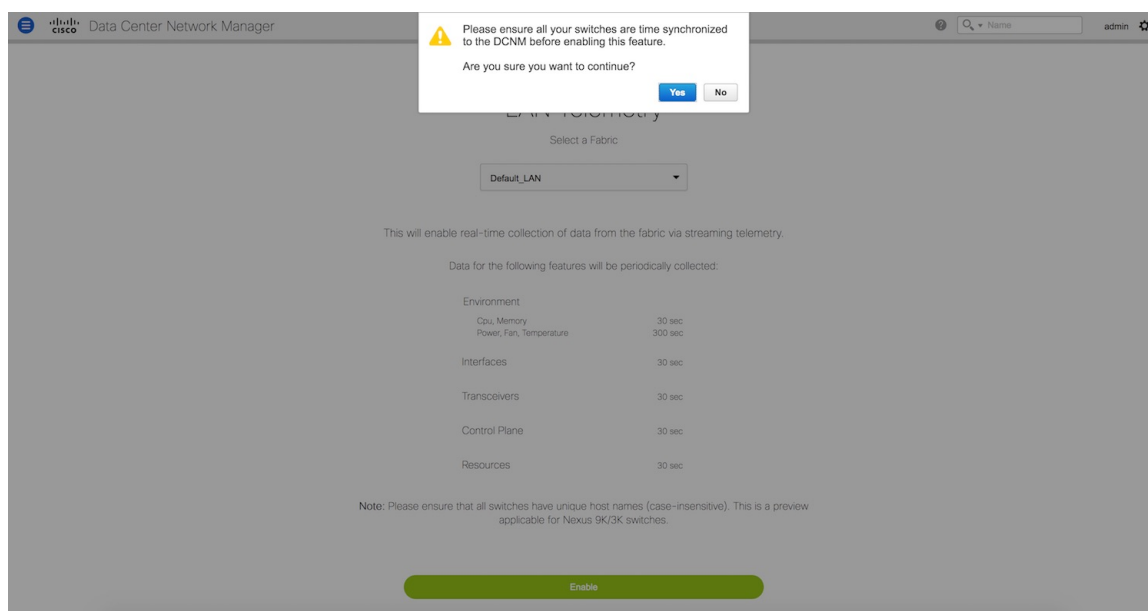 cisco Data Center Network Manager
Name
admin
Please ensure all your switches are time synchronized
to the DCNM before enabling this feature.
Are you sure you want to continue?
Yes No
LAN Telemetry
Select a Fabric
Default_LAN
This will enable real-time collection of data from the fabric via streaming telemetry.
Data for the following features will be periodically collected:
Environment
Cpu, Memory 30 sec
Power, Fan, Temperature 300 sec
Interfaces 30 sec
Transceivers 30 sec
Control Plane 30 sec
Resources 30 sec
Note: Please ensure that all switches have unique host names (case-insensitive). This is a preview
applicable for Nexus 9K/3K switches.
Enable